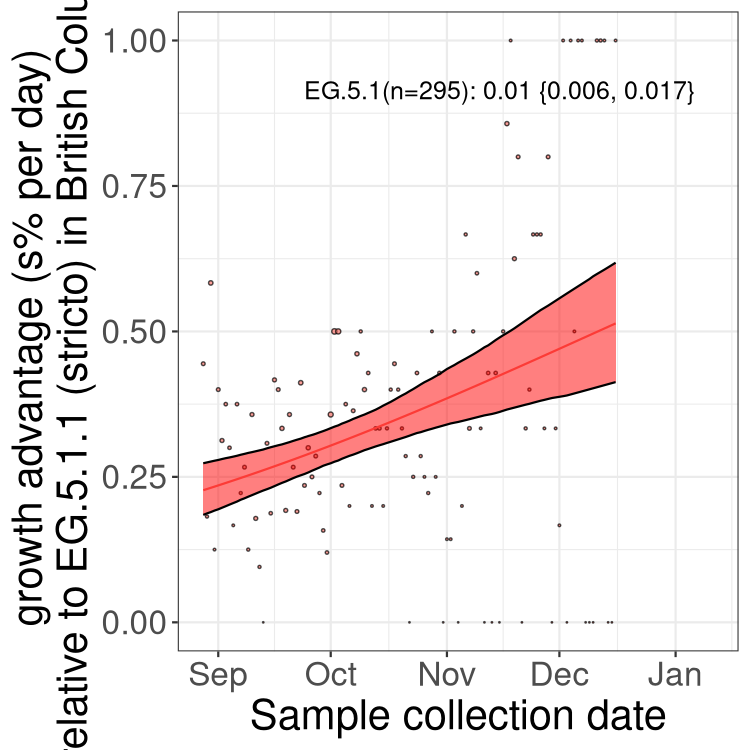 growth advantage (s% per day)
relative to EG.5.1.1 (stricto) in British Colu
1.00
0.75
0.50
0.25
0.00
EG.5.1(n=295): 0.01 {0.006, 0.017}
Sep Oct Nov Dec Jan
Sample collection date